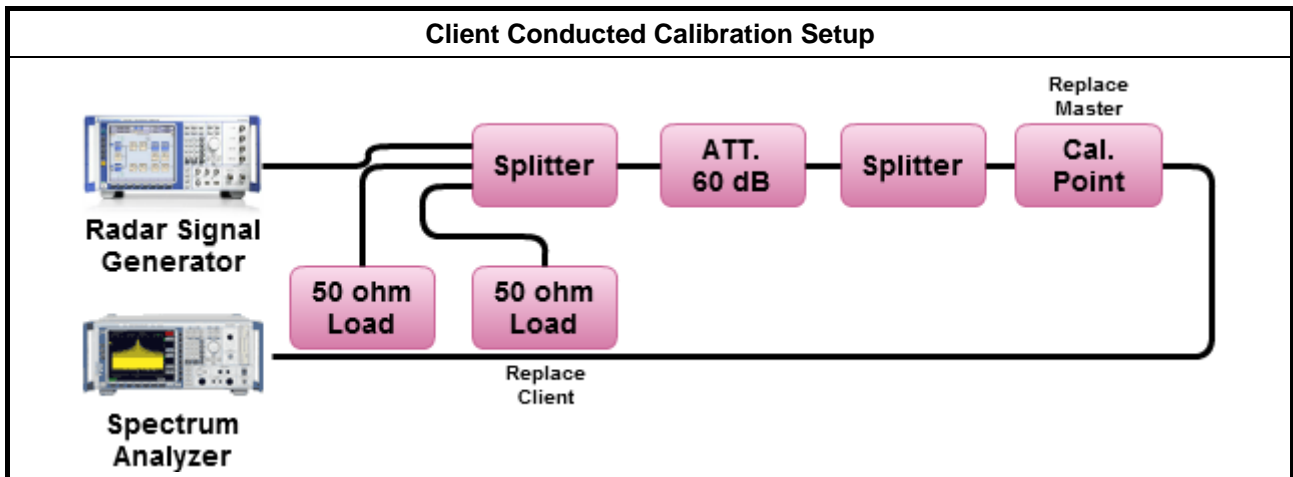 Client Conducted Calibration Setup
Replace
Master
Splitter
ATT.
60 dB
Splitter
Cal.
Point
Radar Signal
Generator
50 ohm
Load
50 ohm
Load
Replace
Client
Spectrum
Analyzer